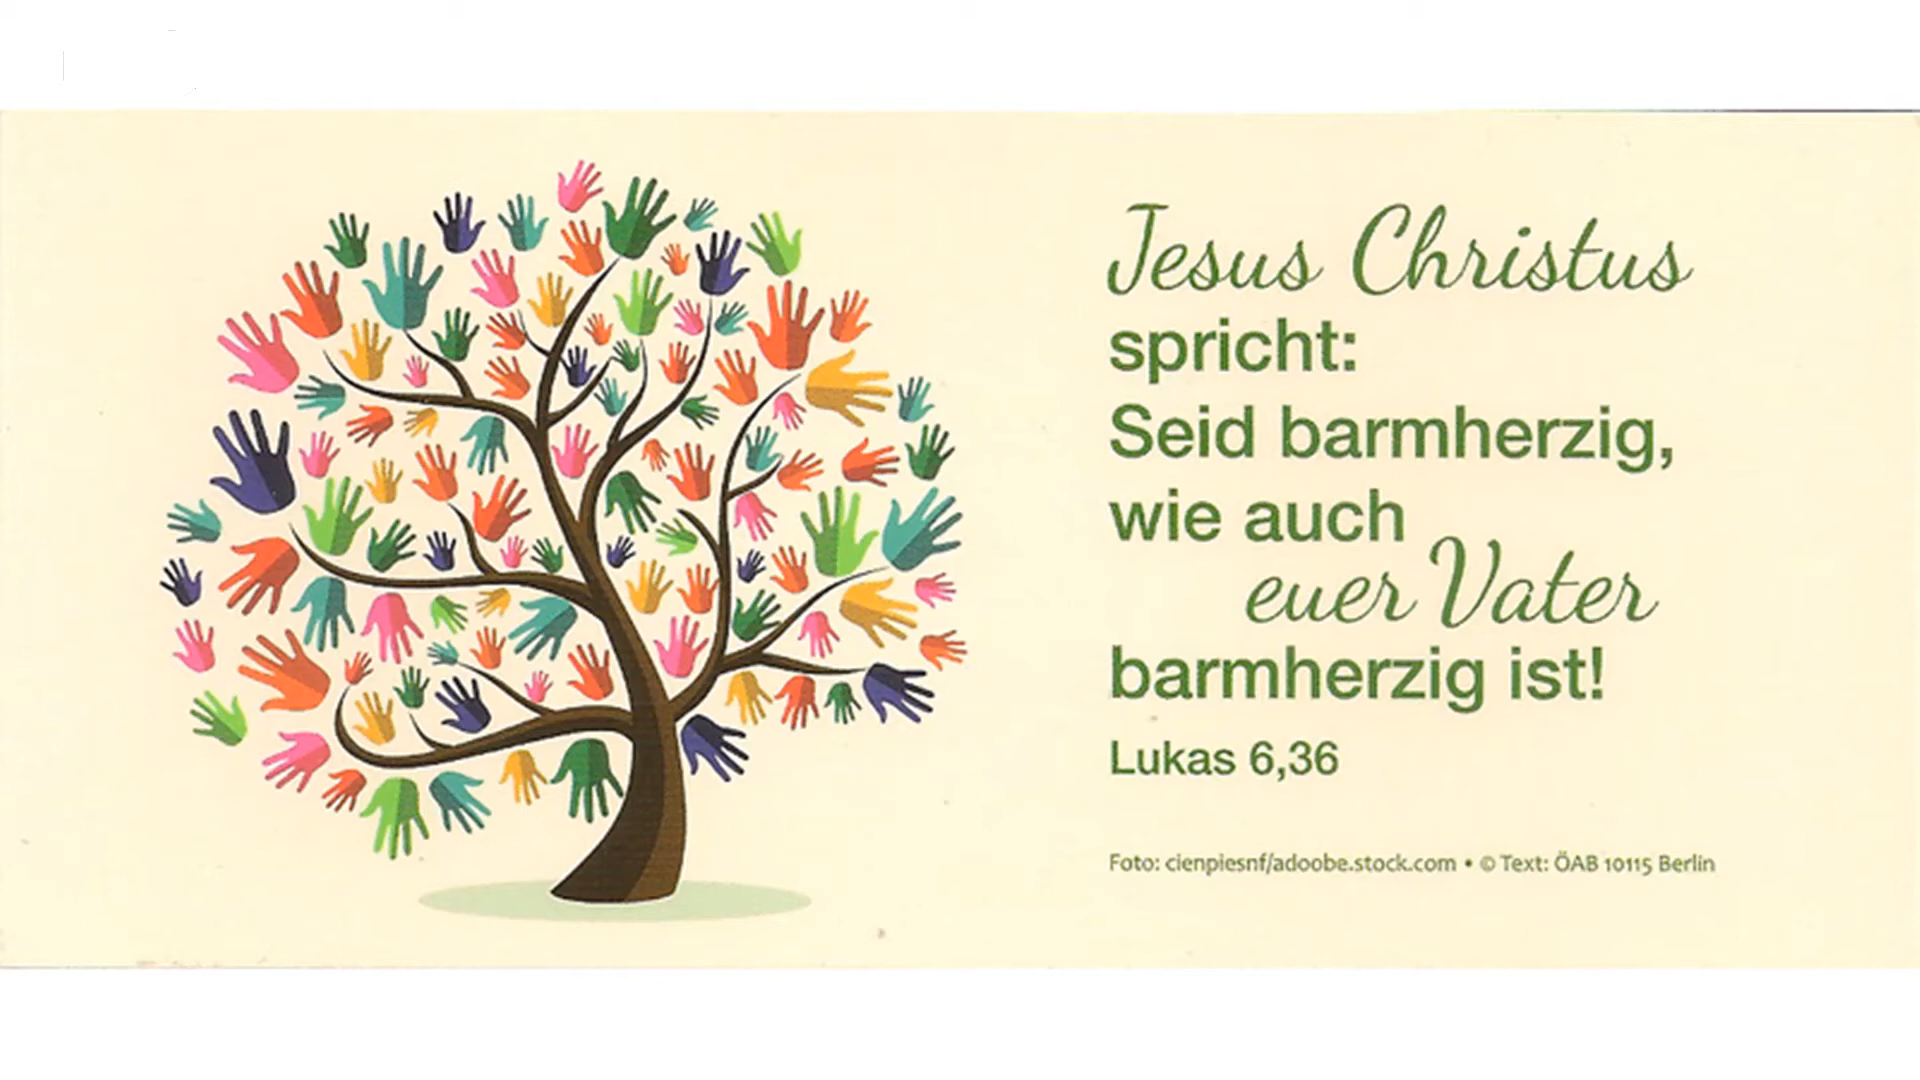 Jesus Christus
spricht:
Seid barmherzig,
wie auch
euer Vater
barmherzig ist!
Lukas 6,36
Foto: cienpiesnf/adoobe.stock.com • © Text: ÖAB 10115 Berlin